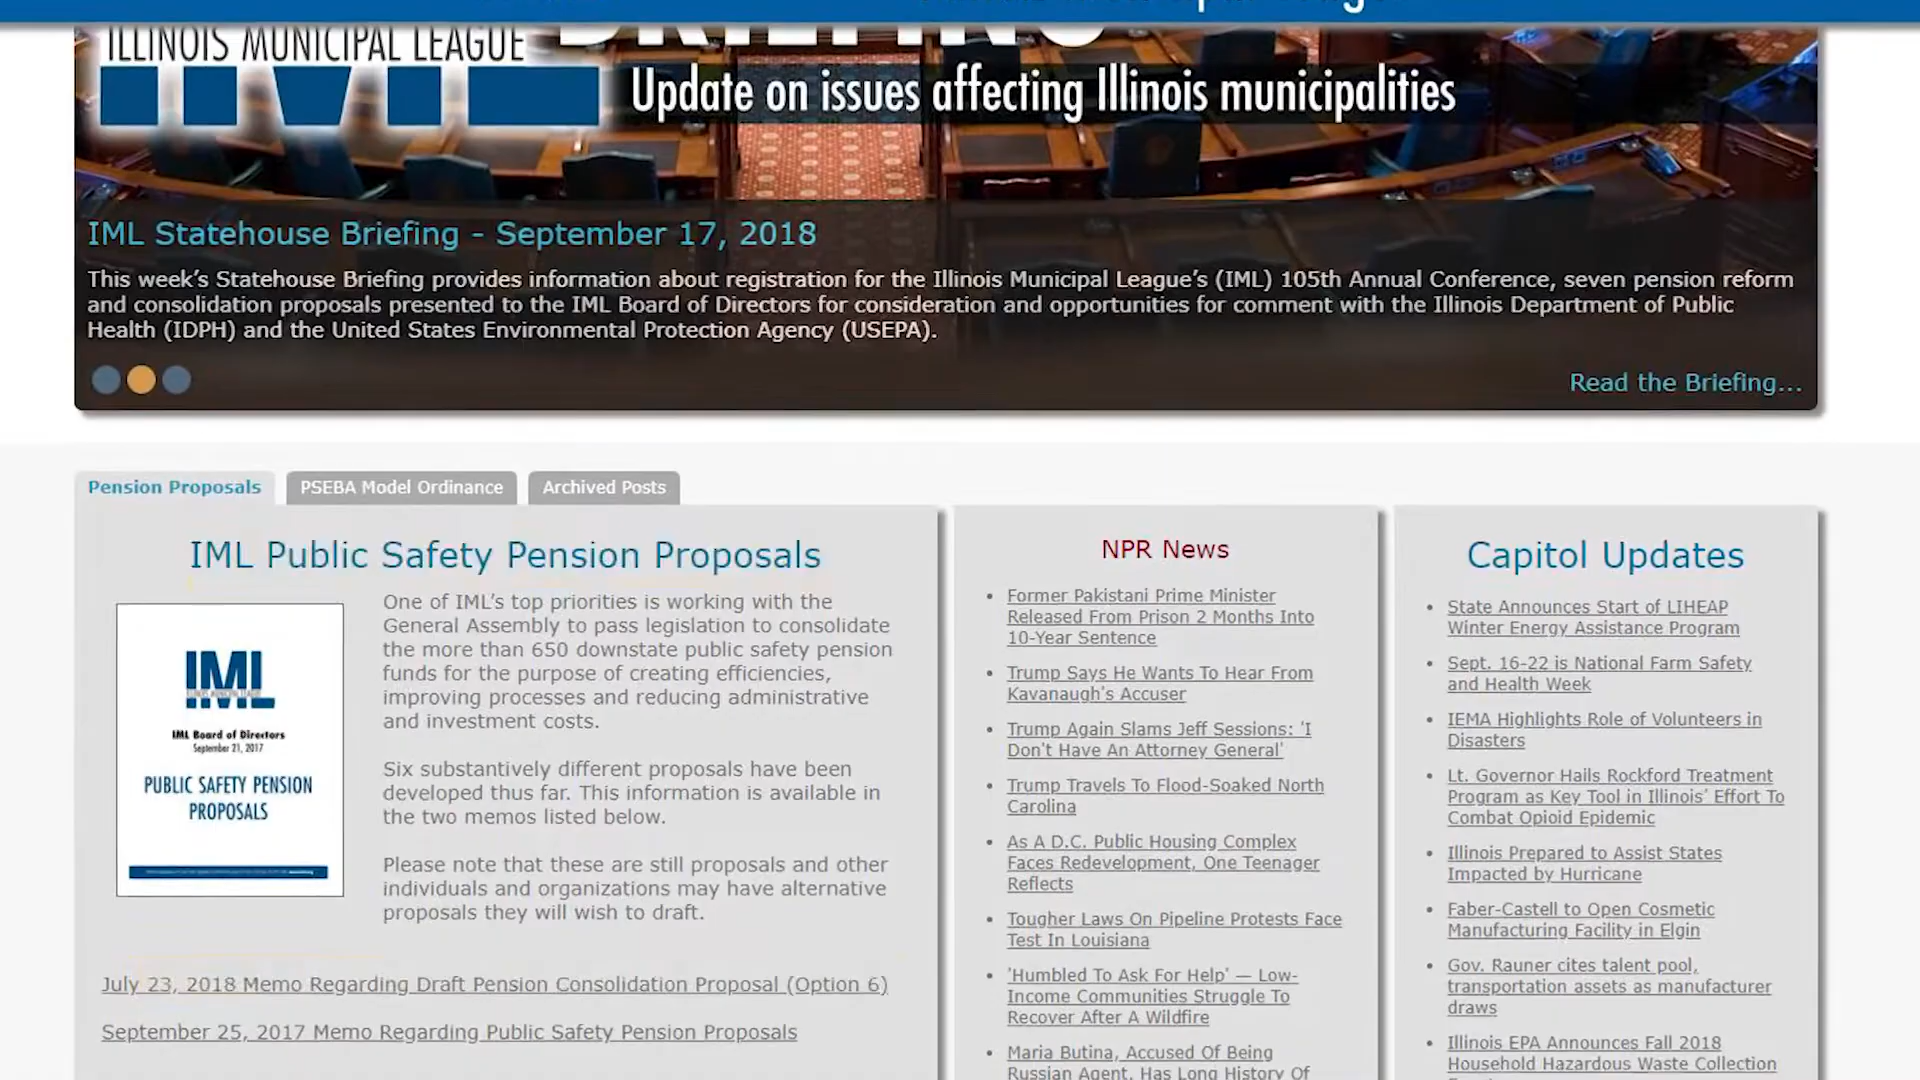 ILLINOIS MUNICIPAL LEAGUE
BRIEFING
Update on issues affecting Illinois municipalities
IML Statehouse Briefing - September 17, 2018
This week’s Statehouse Briefing provides information about registration for the Illinois Municipal League’s (IML) 105th Annual Conference, seven pension reform
and consolidation proposals presented to the IML Board of Directors for consideration and opportunities for comment with the Illinois Department of Public
Health (IDPH) and the United States Environmental Protection Agency (USEPA).
Read the Briefing...
Pension Proposals
PSEBA Model Ordinance
Archived Posts
IML Public Safety Pension Proposals
IML
ILLINOIS MUNICIPAL LEAGUE
IML Board of Directors
September 21, 2017
PUBLIC SAFETY PENSION
PROPOSALS
One of IML’s top priorities is working with the
General Assembly to pass legislation to consolidate
the more than 650 downstate public safety pension
funds for the purpose of creating efficiencies,
improving processes and reducing administrative
and investment costs.
Six substantively different proposals have been
developed thus far. This information is available in
the two memos listed below.
Please note that these are still proposals and other
individuals and organizations may have alternative
proposals they will wish to draft.
July 23, 2018 Memo Regarding Draft Pension Consolidation Proposal (Option 6)
September 25, 2017 Memo Regarding Public Safety Pension Proposals
NPR News
Former Pakistani Prime Minister
Released From Prison 2 Months Into
10-Year Sentence
Trump Says He Wants To Hear From
Kavanaugh's Accuser
Trump Again Slams Jeff Sessions: 'I
Don't Have An Attorney General'
Trump Travels To Flood-Soaked North
Carolina
As A D.C. Public Housing Complex
Faces Redevelopment, One Teenager
Reflects
Tougher Laws On Pipeline Protests Face
Test In Louisiana
'Humbled To Ask For Help' — Low-
Income Communities Struggle To
Recover After A Wildfire
Maria Butina, Accused Of Being
Russian Agent, Has Long History Of
Capitol Updates
State Announces Start of LIHEAP
Winter Energy Assistance Program
Sept. 16-22 is National Farm Safety
and Health Week
IEMA Highlights Role of Volunteers in
Disasters
Lt. Governor Hails Rockford Treatment
Program as Key Tool in Illinois’ Effort To
Combat Opioid Epidemic
Illinois Prepared to Assist States
Impacted by Hurricane
Faber-Castell to Open Cosmetic
Manufacturing Facility in Elgin
Gov. Rauner cites talent pool,
transportation assets as manufacturer
draws
Illinois EPA Announces Fall 2018
Household Hazardous Waste Collection